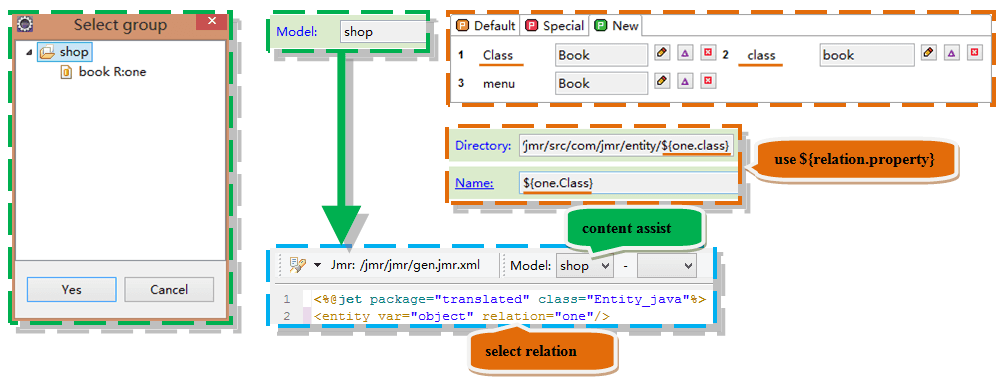 Select group
shop
book R:one
Yes
Cancel
Model: shop
Default Special New
1 Class Book 2 class book
3 menu Book
Directory: '/jmr/src/com/jmr/entity/${one.class}
Name: ${one.Class}
use ${relation.property}
content assist
Jmr: /jmr/jmr/gen.jmr.xml Model: shop -
1 <%@jet package="translated" class="Entity_java"%>
2 <entity var="object" relation="one"/>
select relation